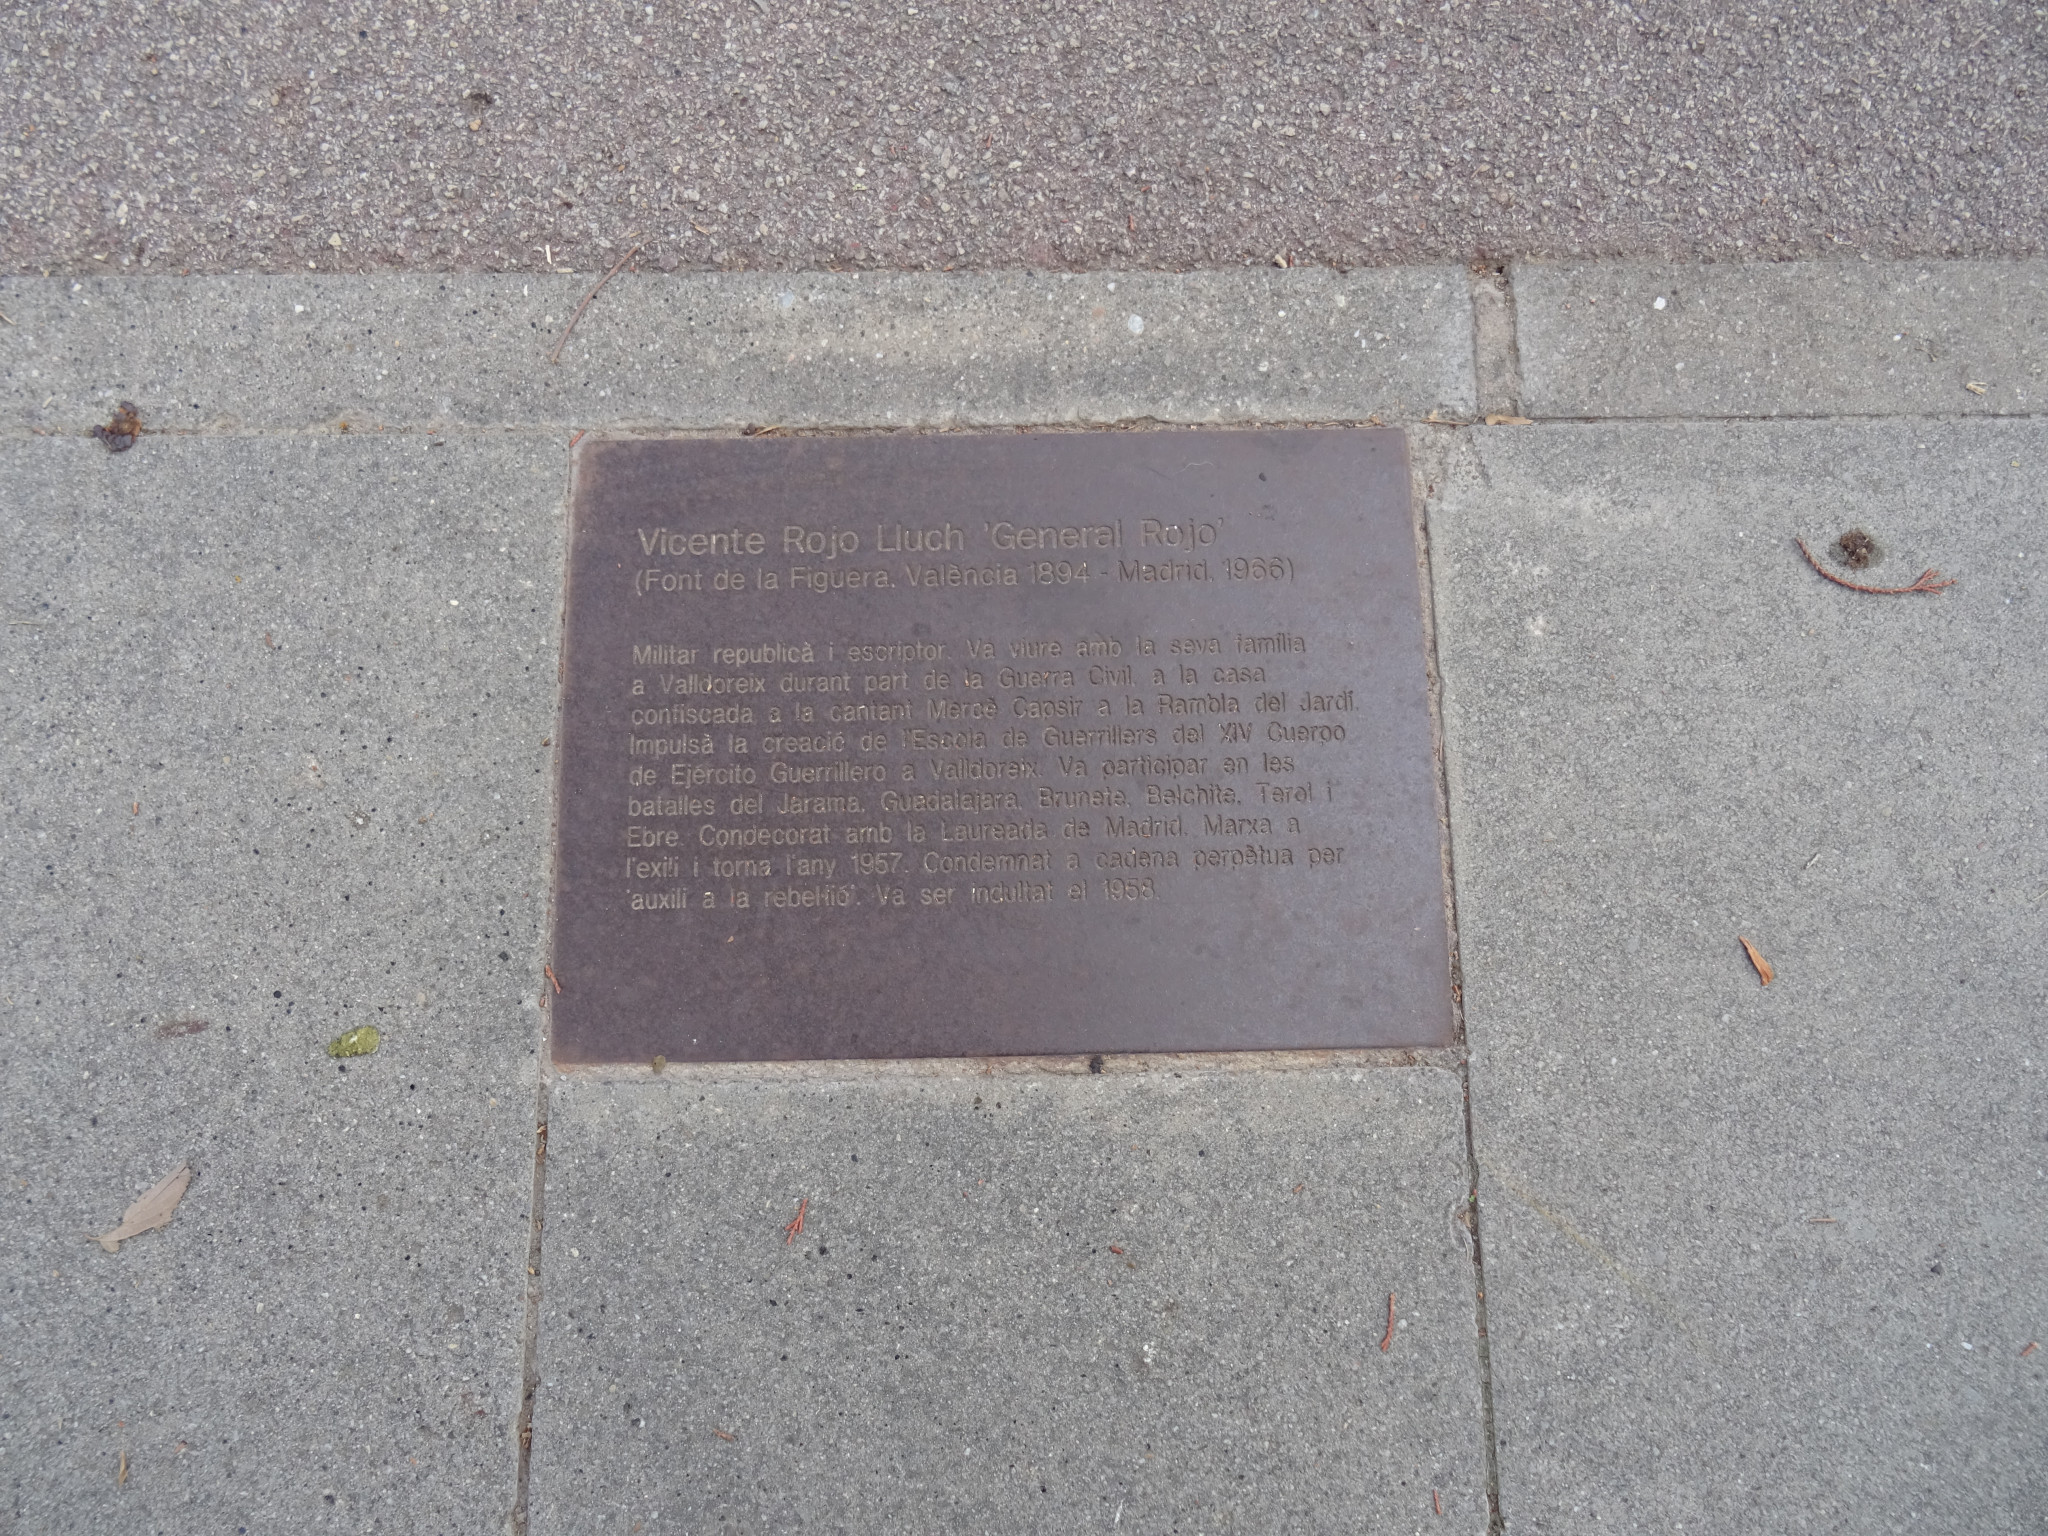 Vicente Rojo Lluch 'General Rojo'
(Font de la Figuera, València 1894 - Madrid, 1966)
Militar republicà i escriptor. Va viure amb la seva família
a Valldoreix durant part de la Guerra Civil, a la casa
confiscada a la cantant Mercè Capsir a la Rambla del Jardí.
Impulsà la creació de l'Escola de Guerrillers del XIV Cuerpo
de Ejército Guerrillero a Valldoreix. Va participar en les
batalles del Jarama, Guadalajara, Brunete, Belchite, Terol i
Ebre. Condecorat amb la Laureada de Madrid. Marxa a
l'exili i torna l'any 1957. Condemnat a cadena perpètua per
'auxili a la rebel·lió'. Va ser indultat el 1958.